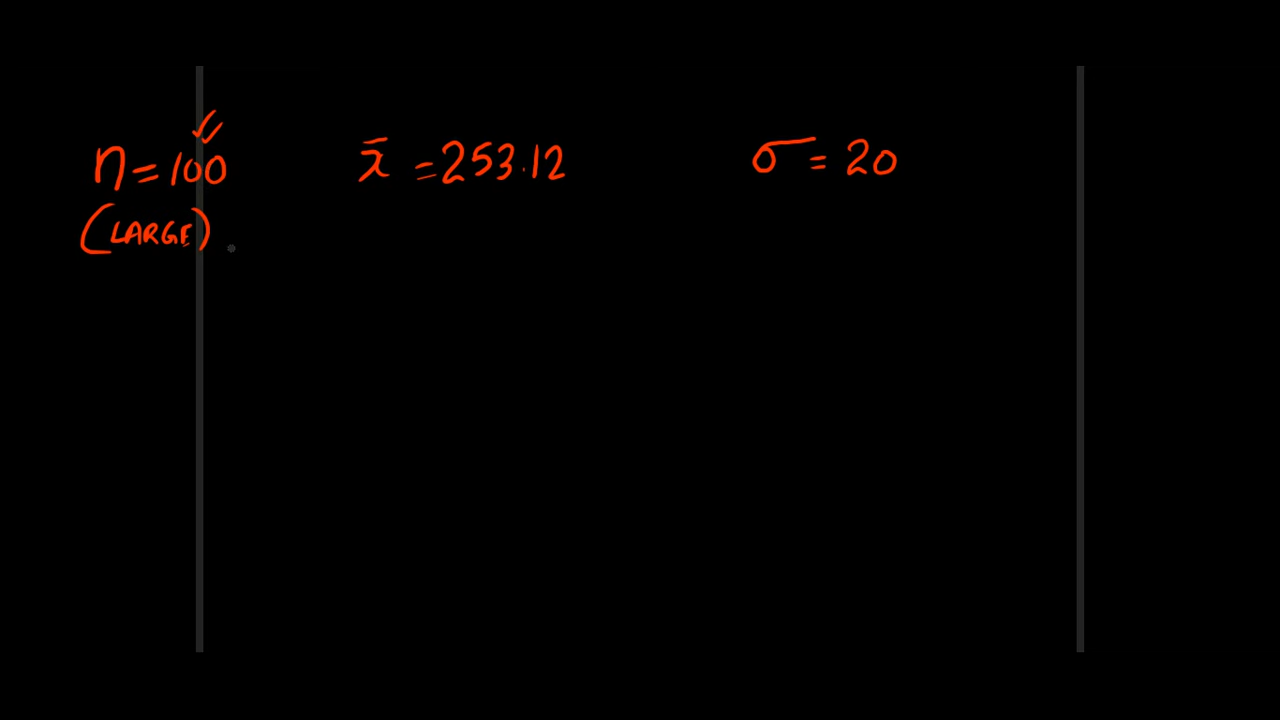 n = 100 x̄ = 253.12 σ = 20
(LARGE)